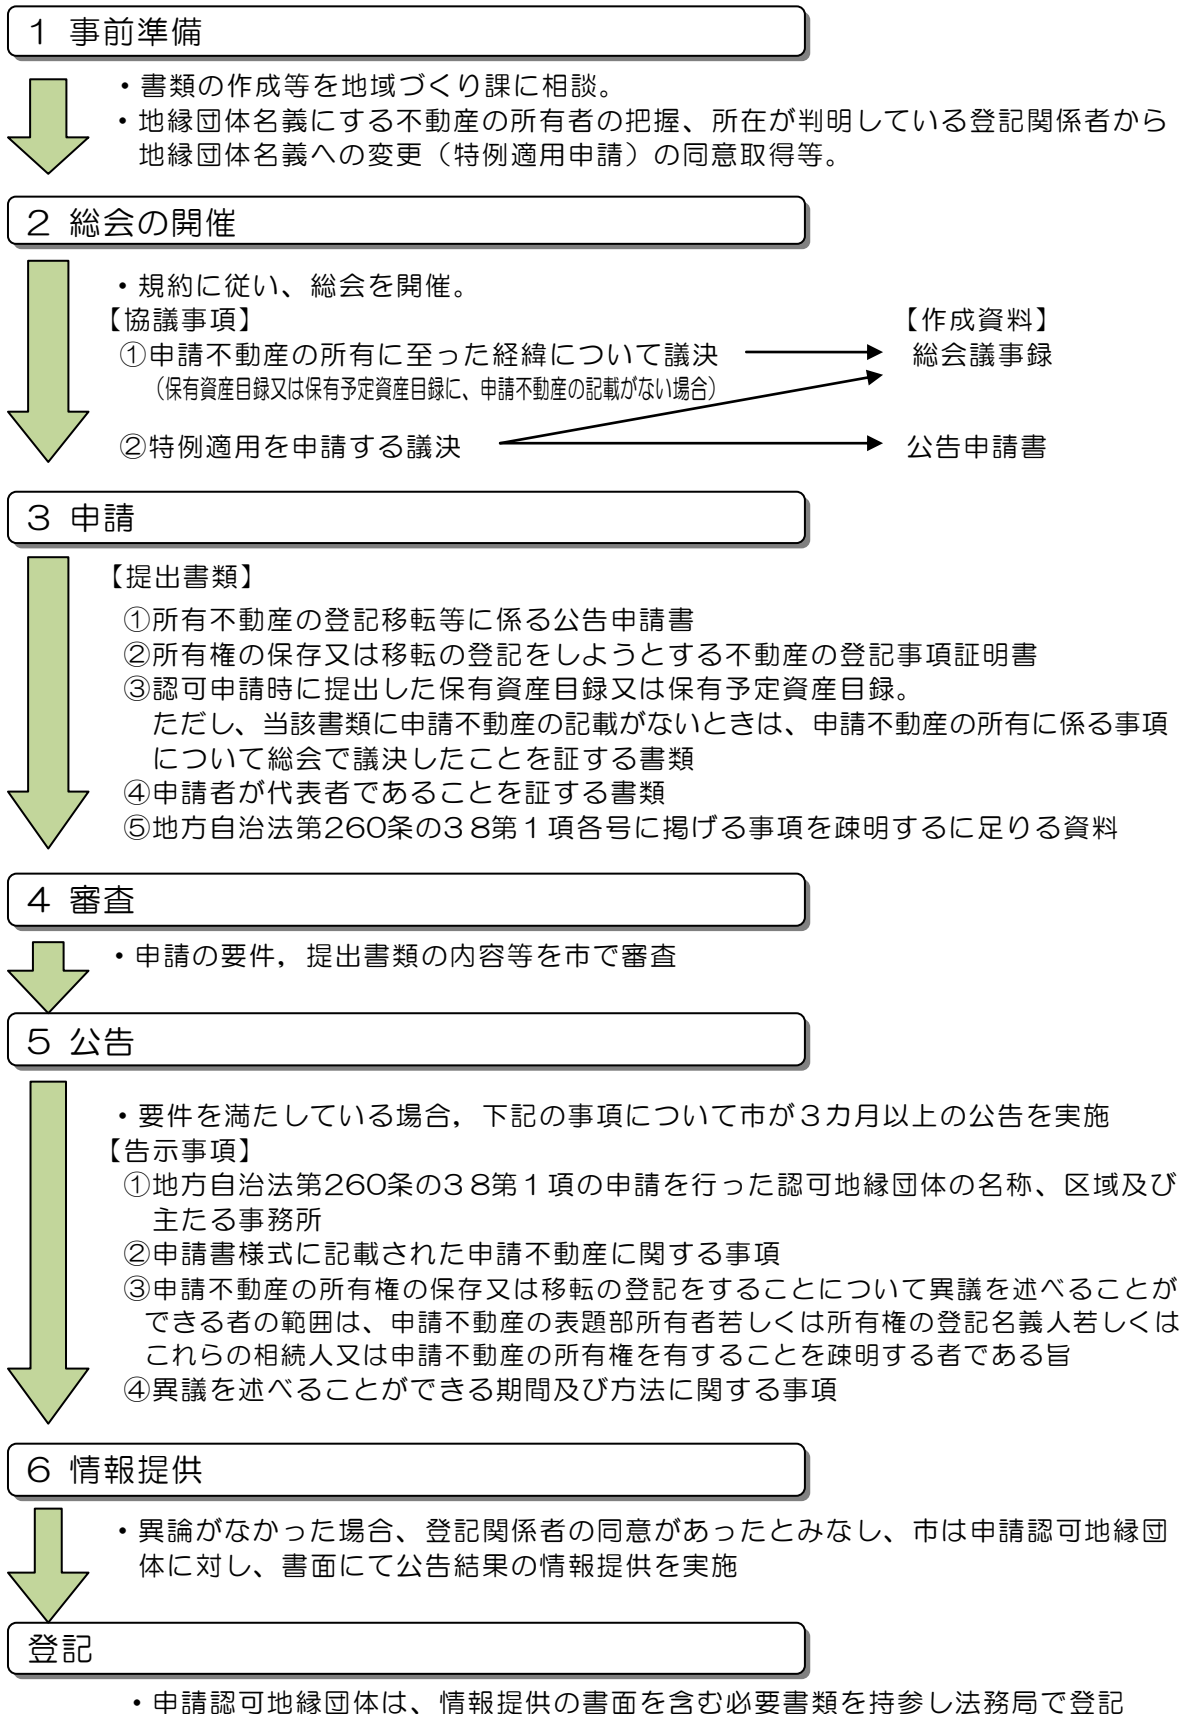 １ 事前準備
・書類の作成等を地域づくり課に相談。
・地縁団体名義にする不動産の所有者の把握、所在が判明している登記関係者から
地縁団体名義への変更（特例適用申請）の同意取得等。
２ 総会の開催
・規約に従い、総会を開催。
【協議事項】 【作成資料】
①申請不動産の所有に至った経緯について議決 総会議事録
（保有資産目録又は保有予定資産目録に、申請不動産の記載がない場合）
②特例適用を申請する議決 公告申請書
３ 申請
【提出書類】
①所有不動産の登記移転等に係る公告申請書
②所有権の保存又は移転の登記をしようとする不動産の登記事項証明書
③認可申請時に提出した保有資産目録又は保有予定資産目録。
ただし、当該書類に申請不動産の記載がないときは、申請不動産の所有に係る事項
について総会で議決したことを証する書類
④申請者が代表者であることを証する書類
⑤地方自治法第260条の３８第１項各号に掲げる事項を疎明するに足りる資料
４ 審査
・申請の要件，提出書類の内容等を市で審査
５ 公告
・要件を満たしている場合，下記の事項について市が３カ月以上の公告を実施
【告示事項】
①地方自治法第260条の３８第１項の申請を行った認可地縁団体の名称、区域及び
主たる事務所
②申請書様式に記載された申請不動産に関する事項
③申請不動産の所有権の保存又は移転の登記をすることについて異議を述べることが
できる者の範囲は、申請不動産の表題部所有者若しくは所有権の登記名義人若しくは
これらの相続人又は申請不動産の所有権を有することを疎明する者である旨
④異議を述べることができる期間及び方法に関する事項
６ 情報提供
・異論がなかった場合、登記関係者の同意があったとみなし、市は申請認可地縁団
体に対し、書面にて公告結果の情報提供を実施
登記
・申請認可地縁団体は、情報提供の書面を含む必要書類を持参し法務局で登記